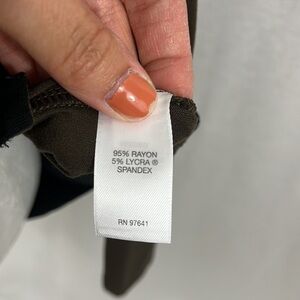 95% RAYON
5% LYCRA ®
SPANDEX
RN 97641